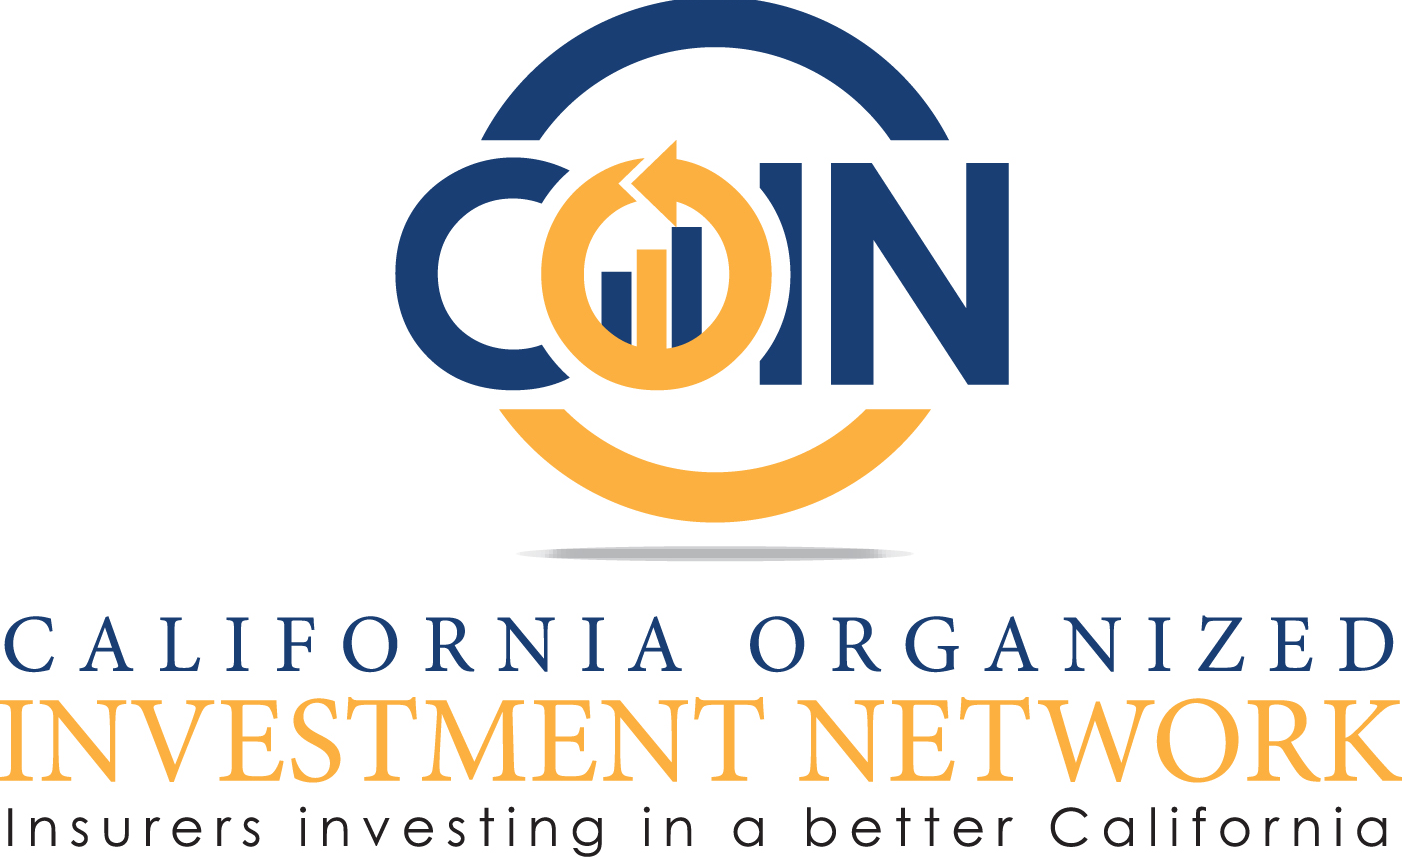 COIN
CALIFORNIA ORGANIZED
INVESTMENT NETWORK
Insurers investing in a better California